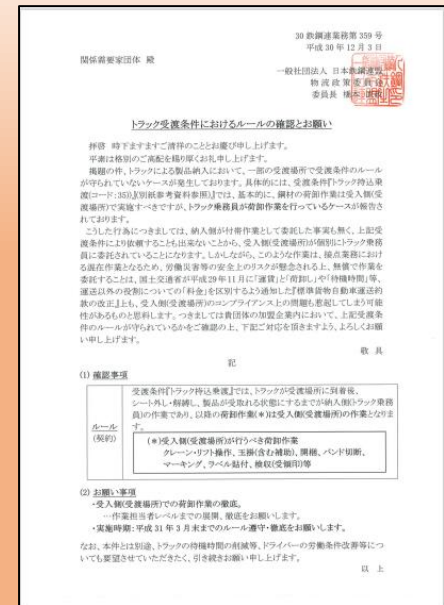 30 鉄鋼連業務第 359 号
平成 30 年 12 月 3 日
関係需要家団体 殿
一般社団法人 日本鉄鋼連盟
物流政策委員会
委員長
トラック受渡条件におけるルールの確認とお願い
拝啓 時下ますますご清祥のこととお慶び申し上げます。
平素は格別のご高配を賜り厚くお礼申し上げます。
掲題の件、トラックによる製品納入において、一部の受渡場所で受渡条件のルール
が守られていないケースが発生しております。具体的には、受渡条件『トラック持込乗
渡(コード:35)』(別紙参考資料参照)では、基本的に、鋼材の荷卸作業は受入側(受
渡場所)で実施すべきですが、トラック乗務員が荷卸作業を行っているケースが報告さ
れております。
こうした行為につきましては、納入側が付帯作業として委託した事実も無く、上記受
渡条件により依頼することも出来ないことから、受入側(受渡場所)が個別にトラック乗務
員に委託されていることになります。しかしながら、このような作業は、接点業務におけ
る混在作業となるため、労働災害等の安全上のリスクが懸念される上、無償で作業を
委託することは、国土交通省が平成 29 年 11 月に「運賃」と「荷卸し」や「待機時間」等、
運送以外の役務についての「料金」を区別するよう通知した『標準貨物自動車運送約
款の改正』上も、受入側(受渡場所)のコンプライアンス上の問題も惹起してしまう可能
性があるものと思料します。つきましては貴団体の加盟企業内において、上記受渡条
件のルールが守られているかをご確認の上、下記ご対応を頂きますよう、よろしくお願
い申し上げます。
敬 具
記
(1) 確認事項
ルール
(契約)
受渡条件『トラック持込乗渡』では、トラックが受渡場所に到着後、
シート外し・解縛し、製品が受取れる状態にするまでが納入側(トラック乗務
員)の作業であり、以降の荷卸作業(*)は受入側(受渡場所)の作業となりま
す。
(*)受入側(受渡場所)が行うべき荷卸作業
クレーン・リフト操作、玉掛(含む補助)、開梱、バンド切断、
マーキング、ラベル貼付、検収(受領印)等
(2) お願い事項
・受入側(受渡場所)での荷卸作業の徹底。
…作業担当者レベルまでの展開、徹底をお願いします。
・実施時期:平成 31 年 3 月末までのルール遵守・徹底をお願いします。
なお、本件とは別途、トラックの待機時間の削減等、ドライバーの労働条件改善等につ
いても要望させていただきたく、引き続きお願い申し上げます。
以 上